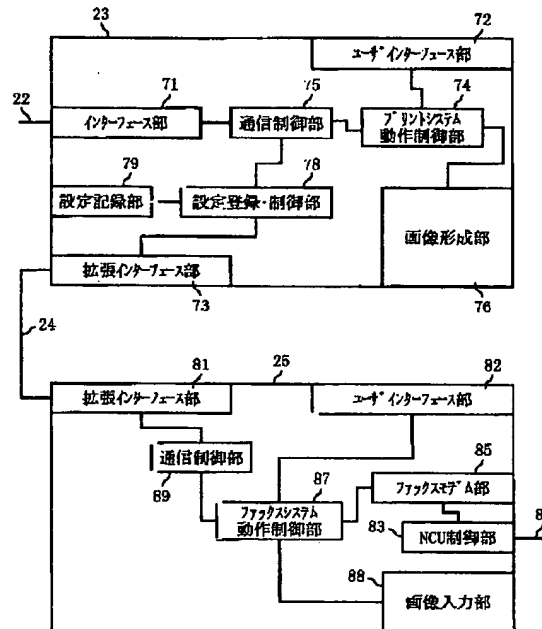 23
72
ユーザインターフェース部
22
71
75
74
インターフェース部
通信制御部
プリントシステム
動作制御部
79
78
設定記録部
設定登録・制御部
画像形成部
拡張インターフェース部
73
76
24
81
25
82
拡張インターフェース部
ユーザインターフェース部
通信制御部
89
87
85
ファックスモデム部
ファックスシステム
動作制御部
83
NCU制御部
88
画像入力部